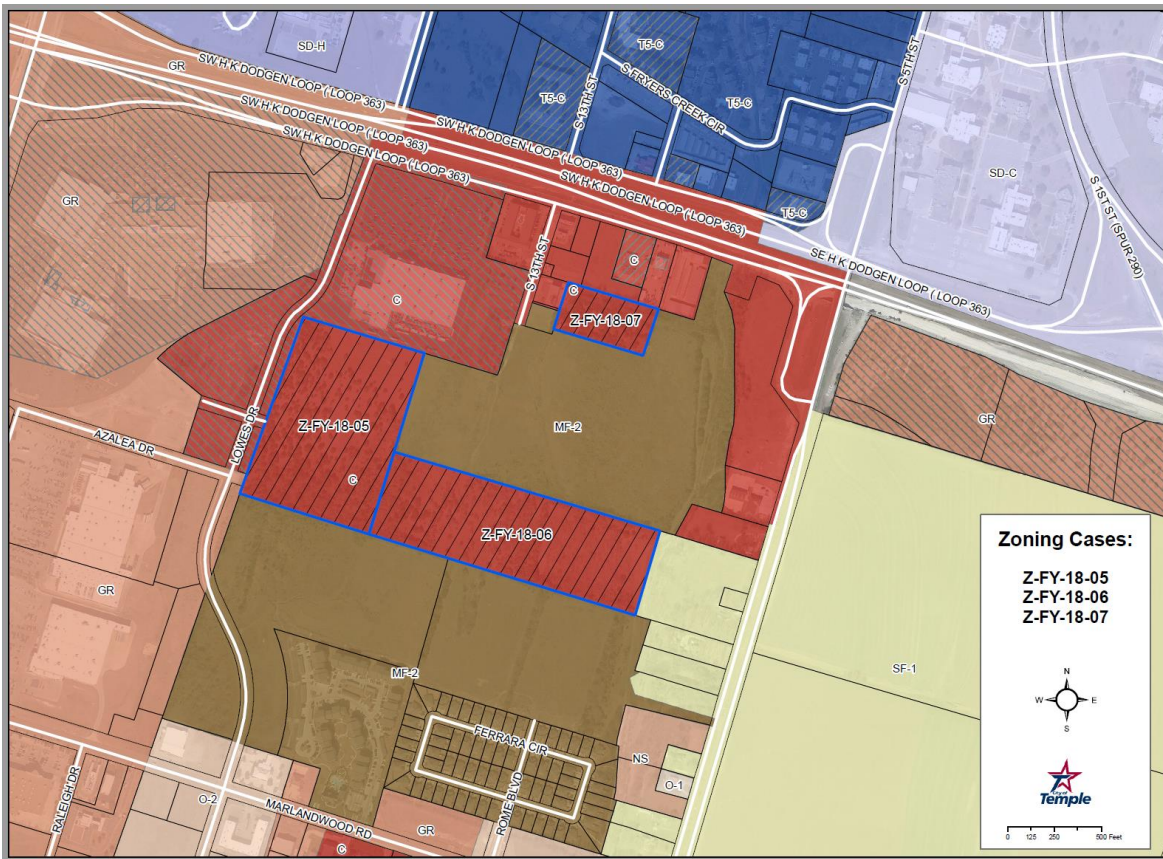 SD-H
GR
SW H K DODGEN LOOP ( LOOP 363)
SW H K DODGEN LOOP ( LOOP 363)
SW H K DODGEN LOOP ( LOOP 363)
SW H K DODGEN LOOP ( LOOP 363)
SW H K DODGEN LOOP ( LOOP 363)
SE H K DODGEN LOOP ( LOOP 363)
T5-C
T5-C
T5-C
T5-C
S 13TH ST
S FRYERS CREEK CIR
S 5TH ST
SD-C
S 1ST ST (SPUR 290)
GR
C
S 13TH ST
C
C
Z-FY-18-07
LOWES DR
Z-FY-18-05
C
MF-2
GR
AZALEA DR
Z-FY-18-06
GR
MF-2
SF-1
FERRARA CIR
NS
O-1
ROME BLVD
RALEIGH DR
O-2
MARLANDWOOD RD
GR
C
Zoning Cases:
Z-FY-18-05
Z-FY-18-06
Z-FY-18-07
N
W E
S
City of
Temple
0 125 250 500 Feet